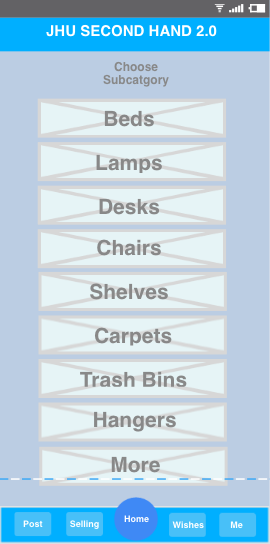 JHU SECOND HAND 2.0
Choose
Subcatgory
Beds
Lamps
Desks
Chairs
Shelves
Carpets
Trash Bins
Hangers
More
Post
Selling
Home
Wishes
Me